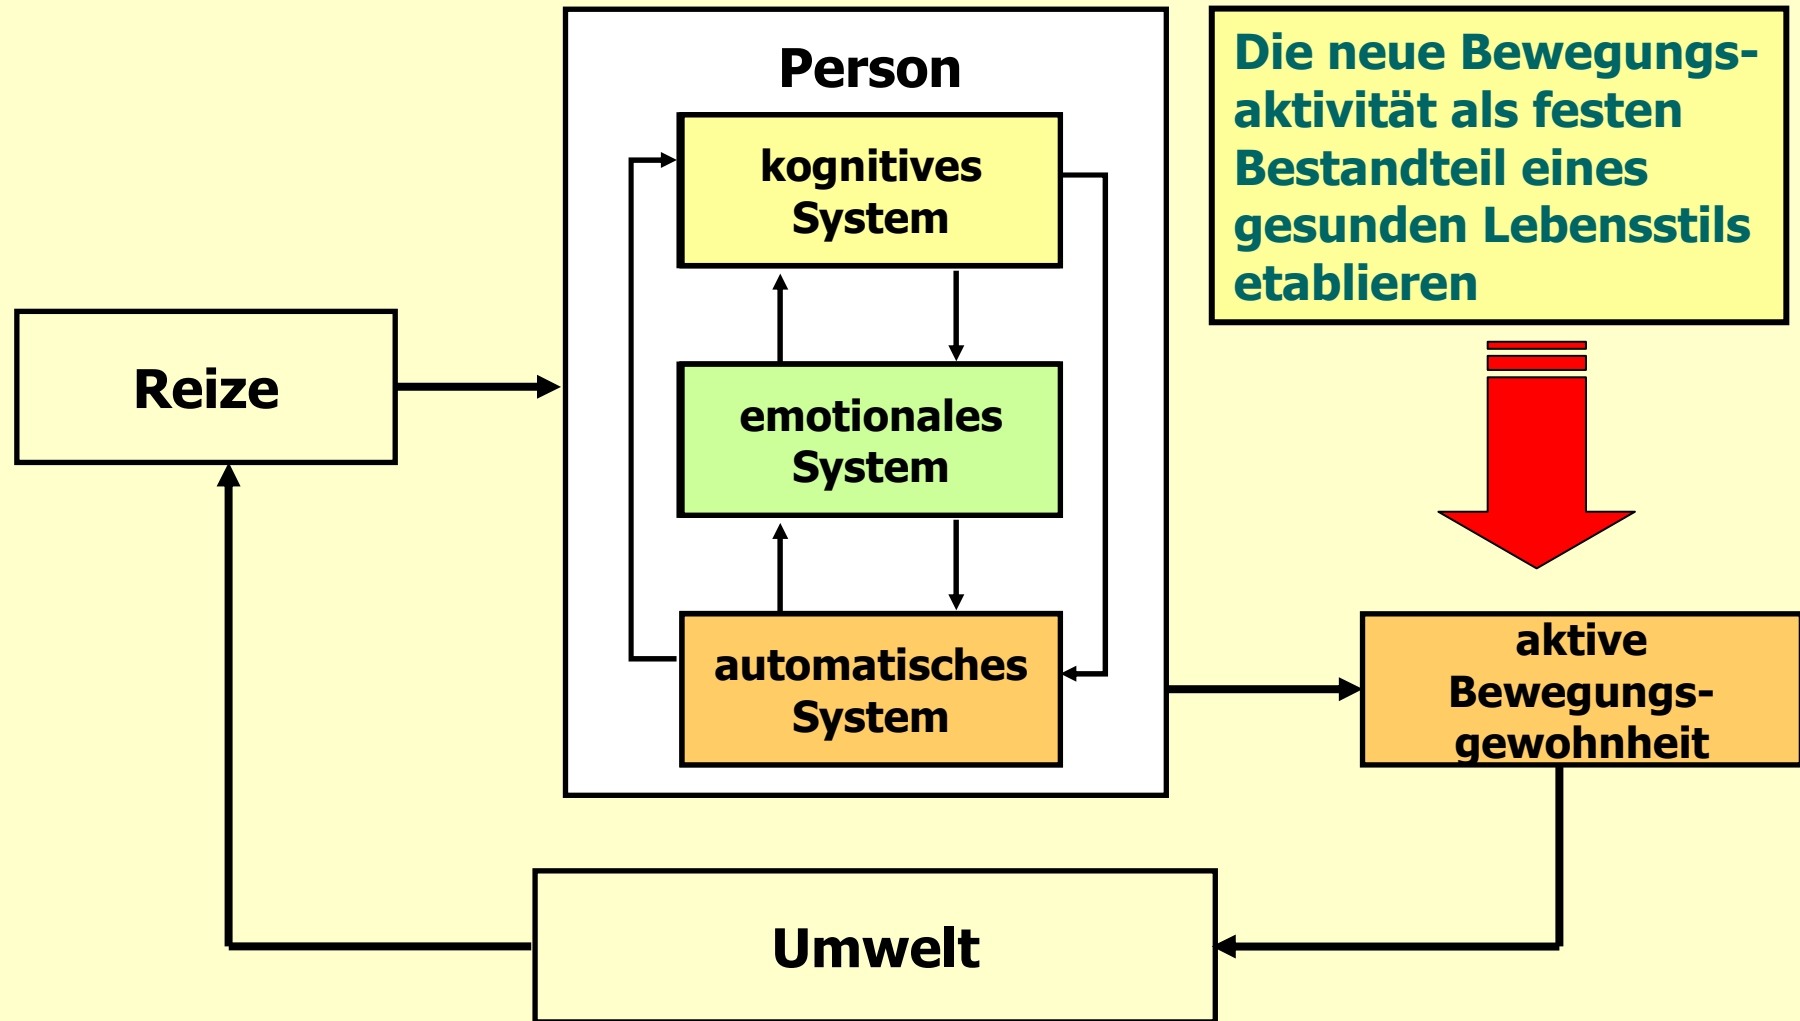 Person
kognitives
System
emotionales
System
automatisches
System
Die neue Bewegungs-
aktivität als festen
Bestandteil eines
gesunden Lebensstils
etablieren
Reize
aktive
Bewegungs-
gewohnheit
Umwelt